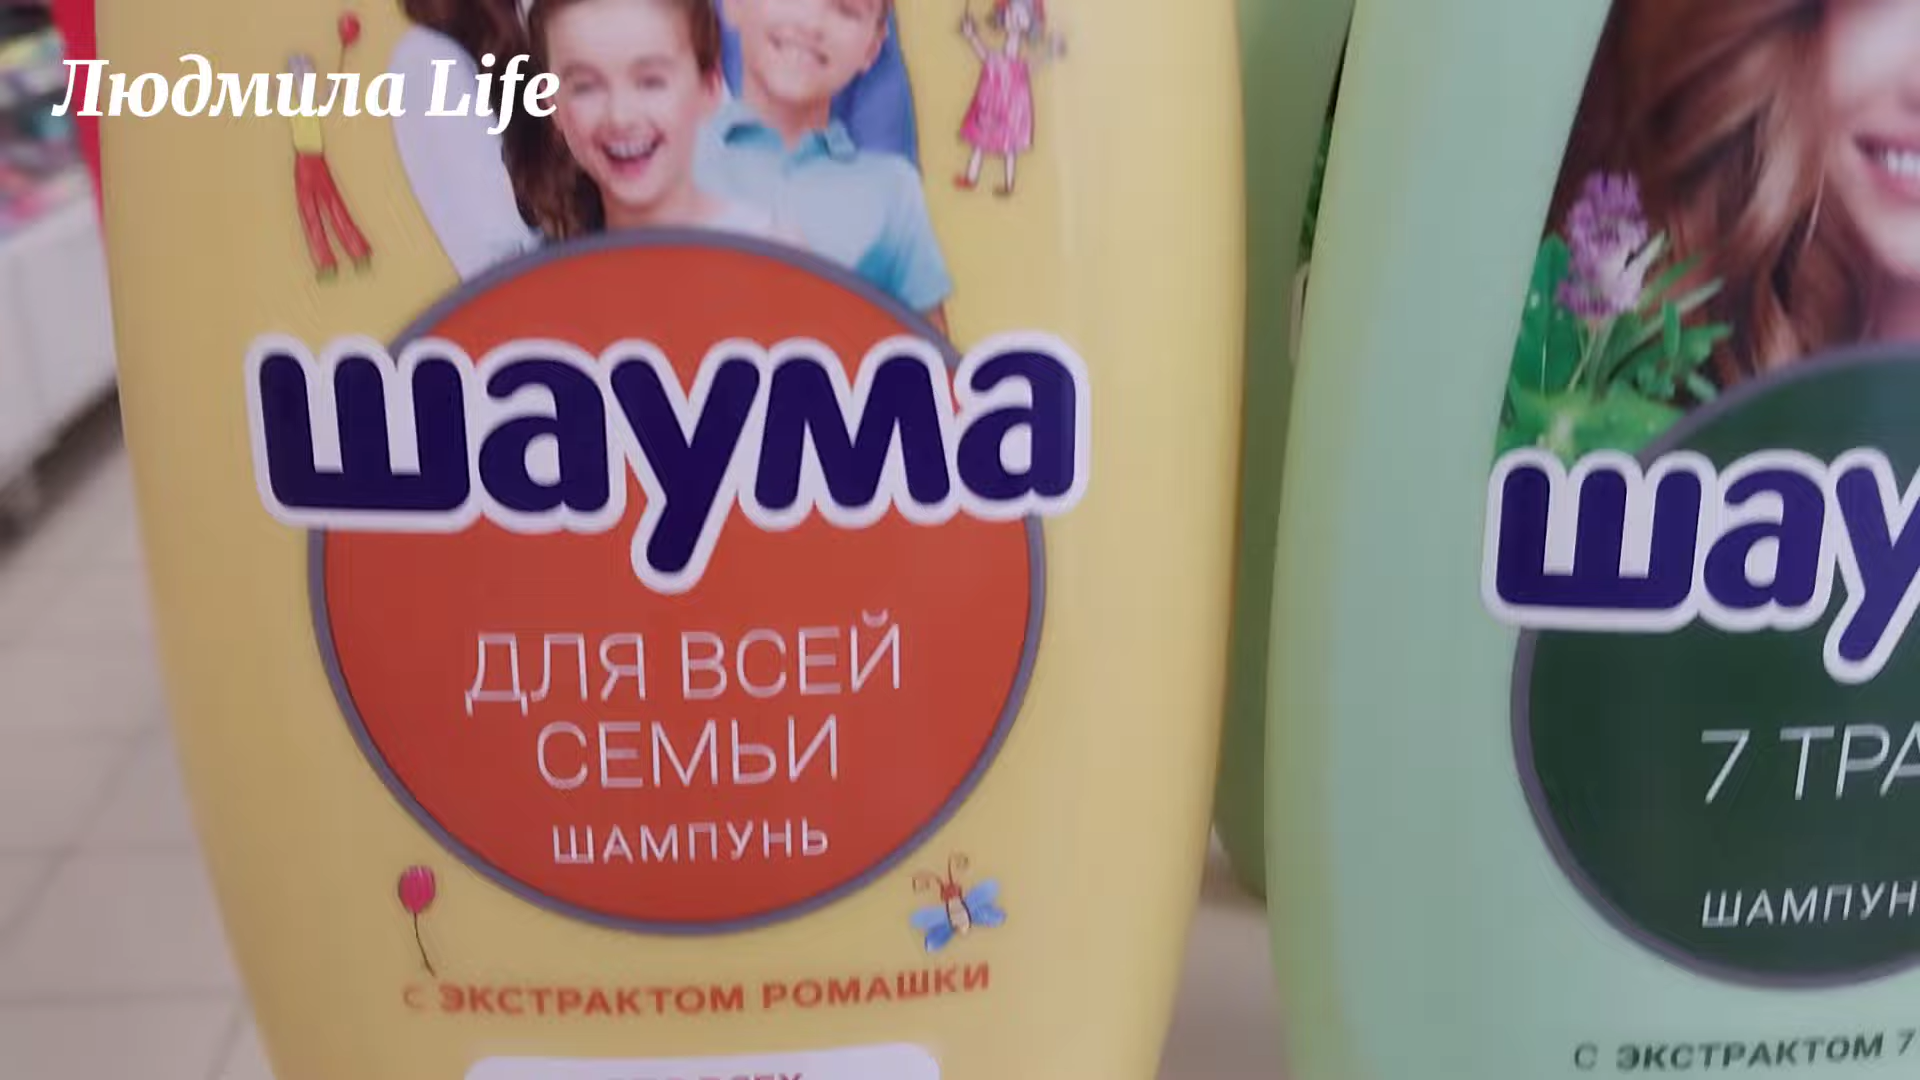 Людмила Life
шаума
ДЛЯ ВСЕЙ
СЕМЬИ
ШАМПУНЬ
С ЭКСТРАКТОМ РОМАШКИ
шау
7 ТРА
ШАМПУН
С ЭКСТРАКТОМ 7